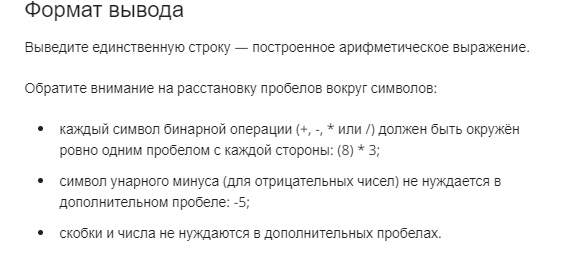 Формат вывода
Выведите единственную строку — построенное арифметическое выражение.
Обратите внимание на расстановку пробелов вокруг символов:
• каждый символ бинарной операции (+, -, * или /) должен быть окружён
ровно одним пробелом с каждой стороны: (8) * 3;
• символ унарного минуса (для отрицательных чисел) не нуждается в
дополнительном пробеле: -5;
• скобки и числа не нуждаются в дополнительных пробелах.